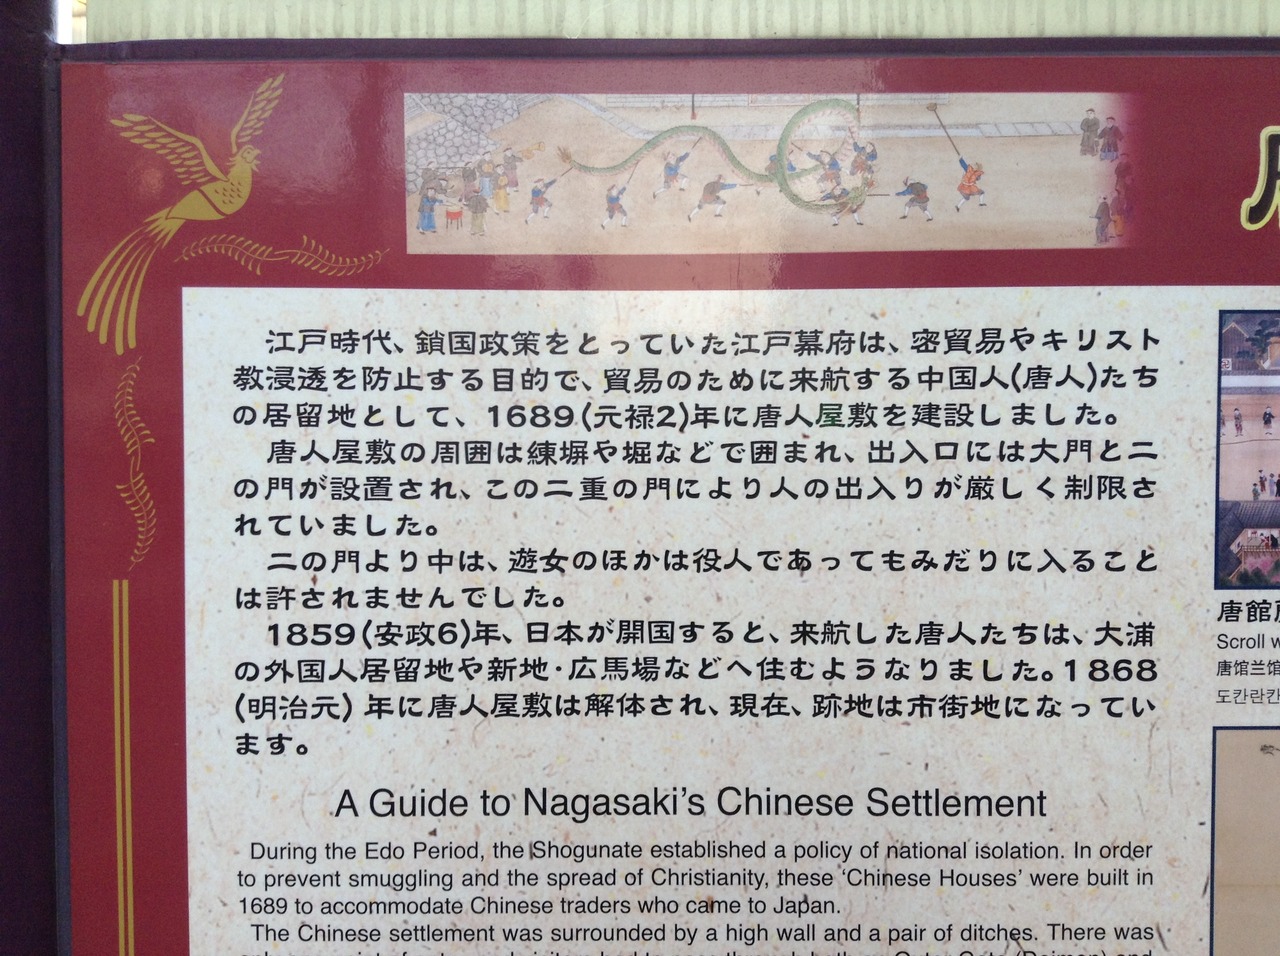 江戸時代、鎖国政策をとっていた江戸幕府は、密貿易やキリスト
教浸透を防止する目的で、貿易のために来航する中国人(唐人)たち
の居留地として、1689(元禄2)年に唐人屋敷を建設しました。
唐人屋敷の周囲は練塀や堀などで囲まれ、出入口には大門と二
の門が設置され、この二重の門により人の出入りが厳しく制限さ
れていました。
二の門より中は、遊女のほかは役人であってもみだりに入ること
は許されませんでした。
1859(安政6)年、日本が開国すると、来航した唐人たちは、大浦
の外国人居留地や新地・広馬場などへ住むようなりました。1868
(明治元) 年に唐人屋敷は解体され、現在、跡地は市街地になってい
ます。
A Guide to Nagasaki's Chinese Settlement
During the Edo Period, the Shogunate established a policy of national isolation. In order
to prevent smuggling and the spread of Christianity, these ‘Chinese Houses’ were built in
1689 to accommodate Chinese traders who came to Japan.
The Chinese settlement was surrounded by a high wall and a pair of ditches. There was
唐館
Scroll w
唐馆兰馆
도칸란칸